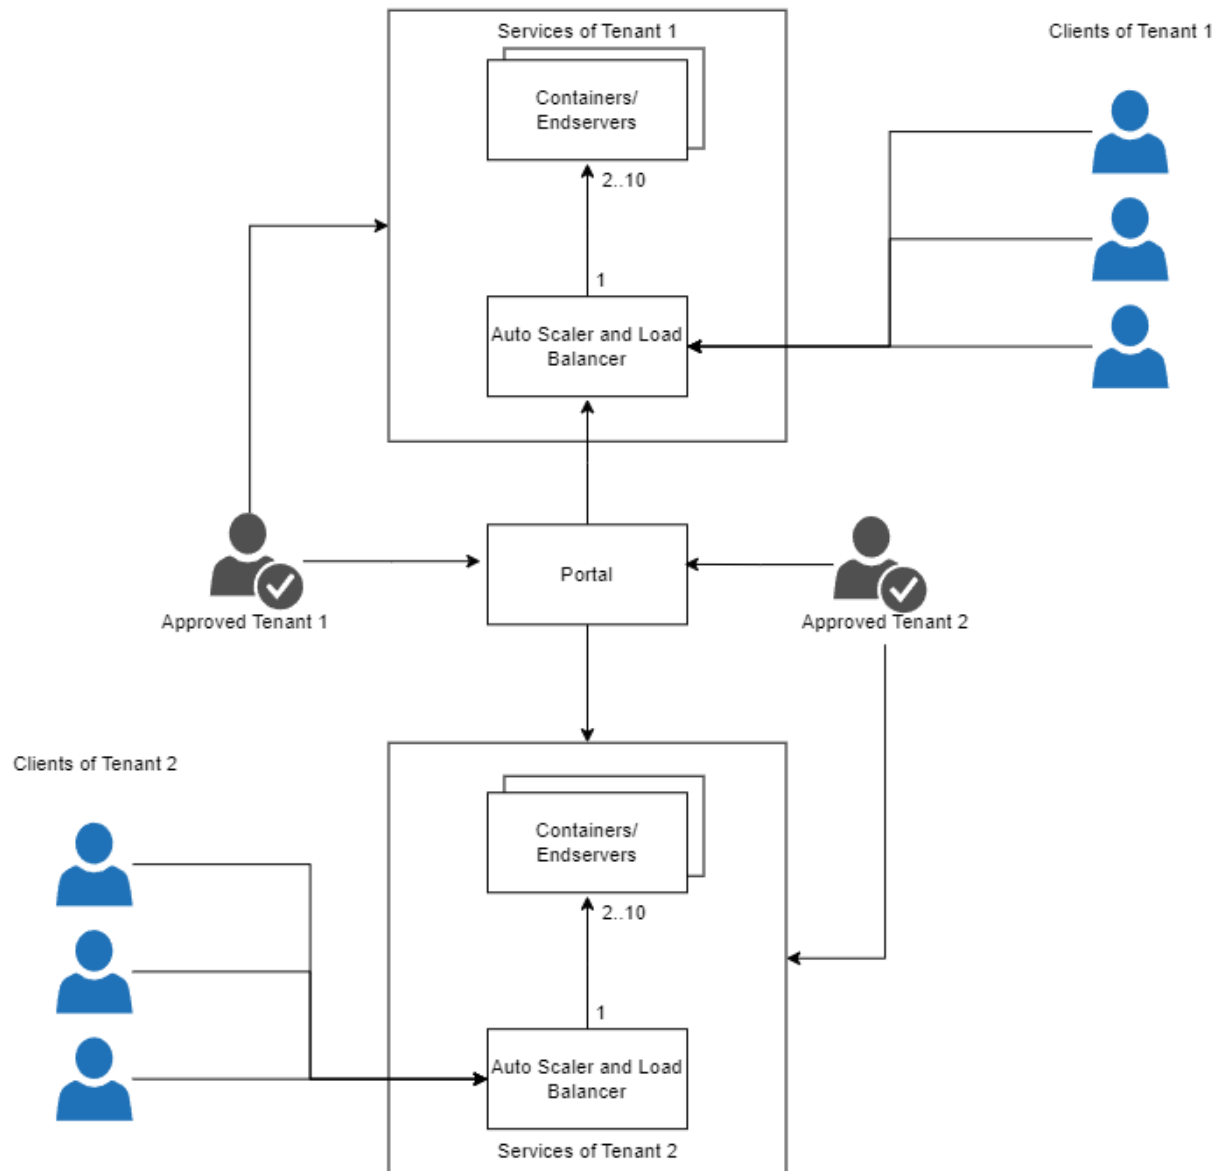 Services of Tenant 1
Clients of Tenant 1
Containers/
Endservers
2..10
1
Auto Scaler and Load
Balancer
Portal
Approved Tenant 1
Approved Tenant 2
Clients of Tenant 2
Containers/
Endservers
2..10
1
Auto Scaler and Load
Balancer
Services of Tenant 2